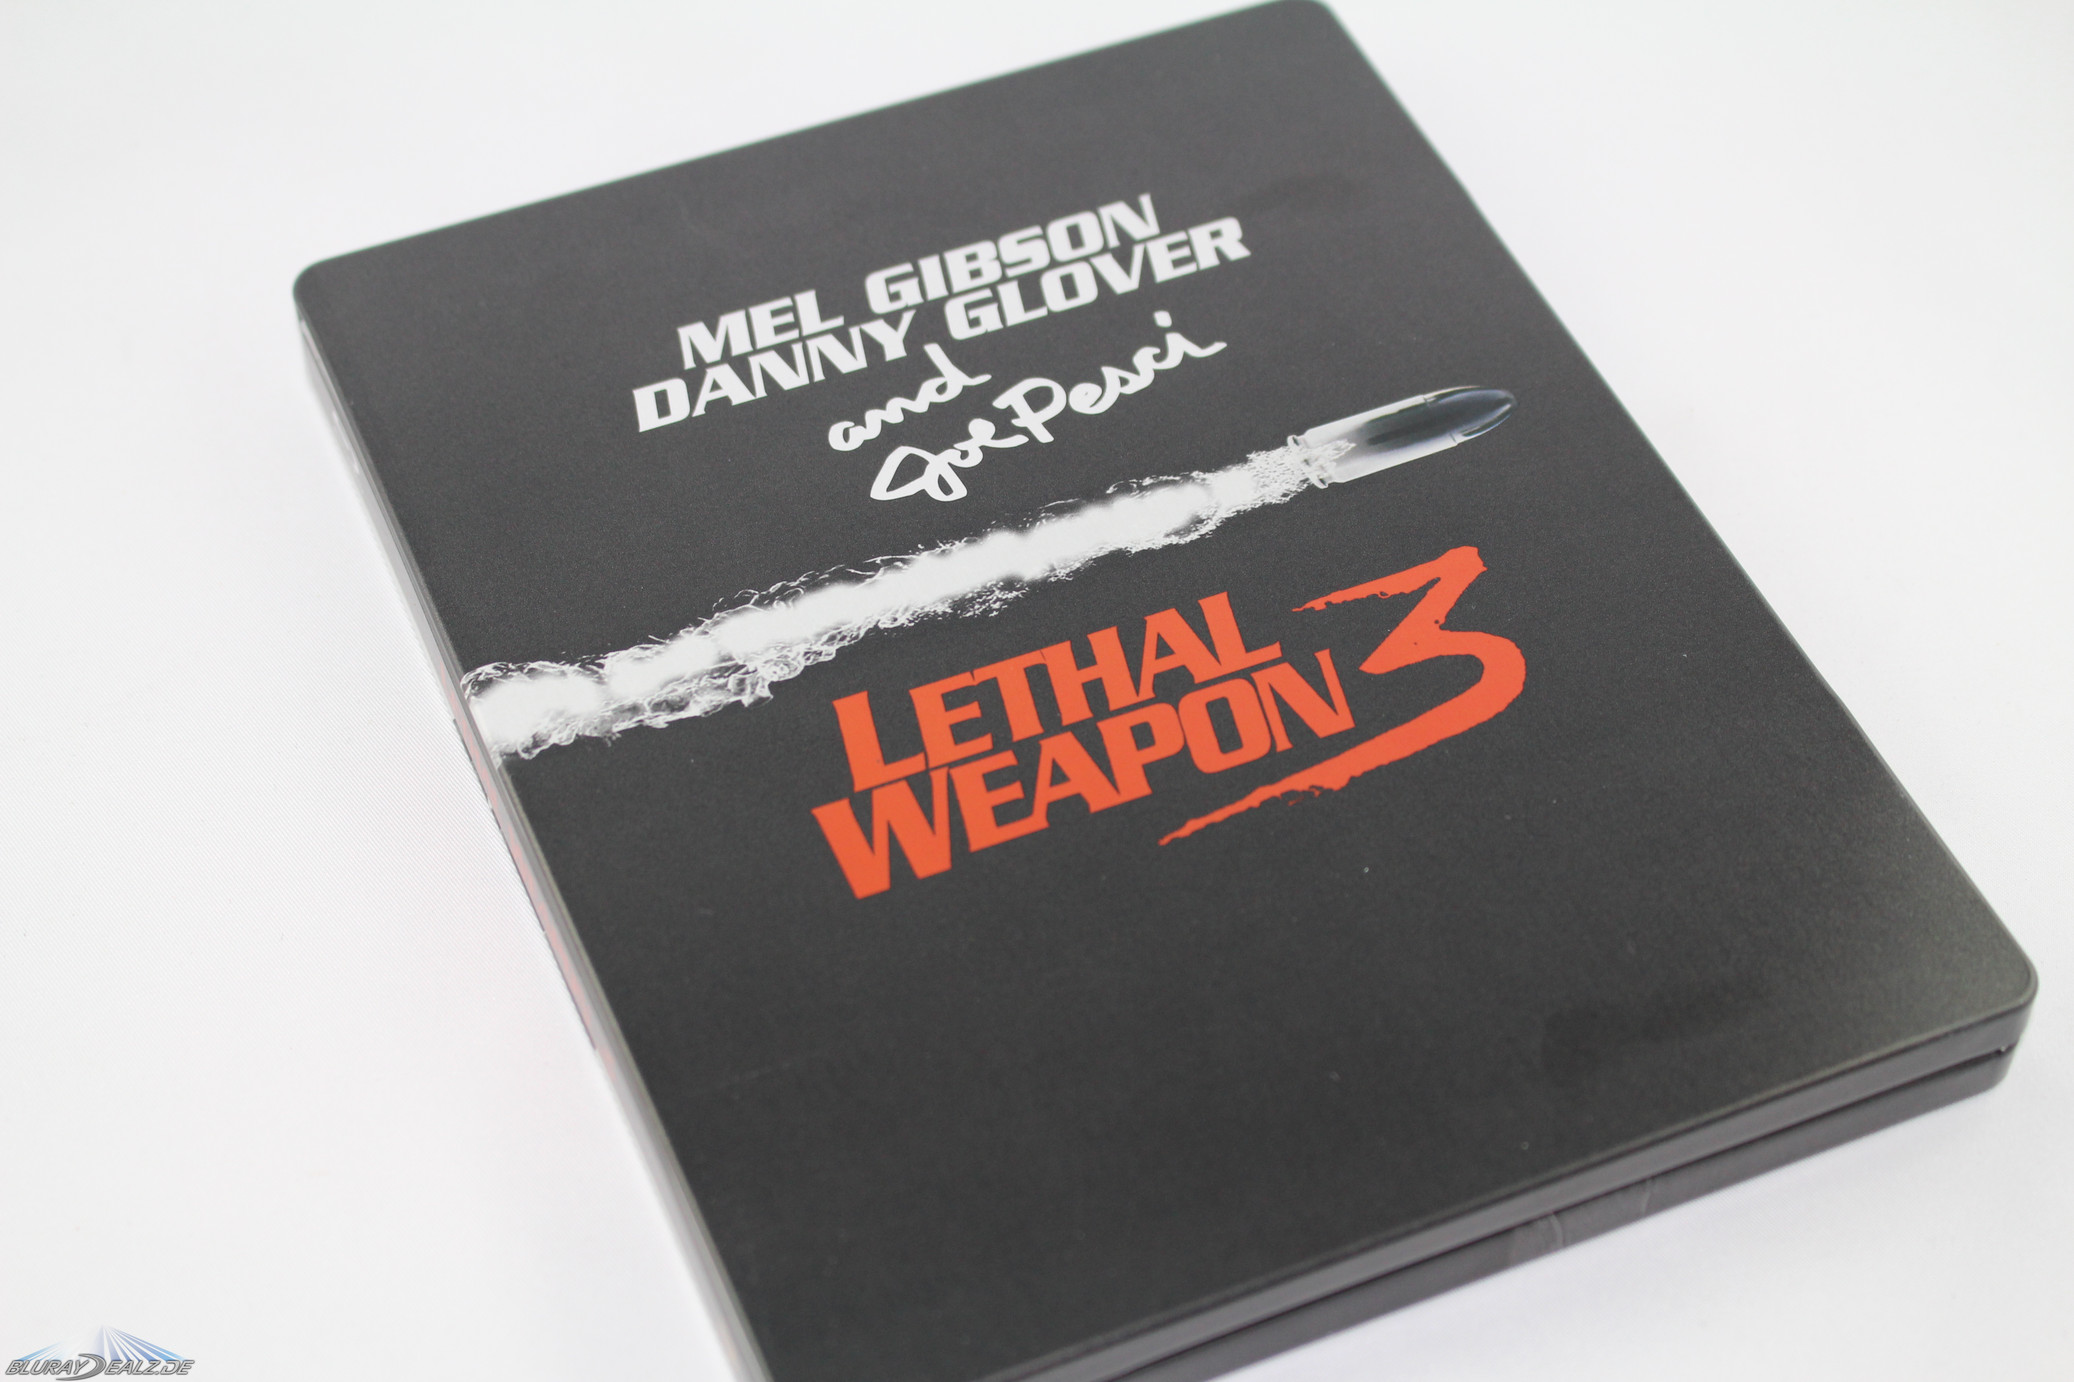 MEL GIBSON
DANNY GLOVER
and
Joe Pesci
LETHAL
WEAPON 3
BLURAYDEALZ.DE